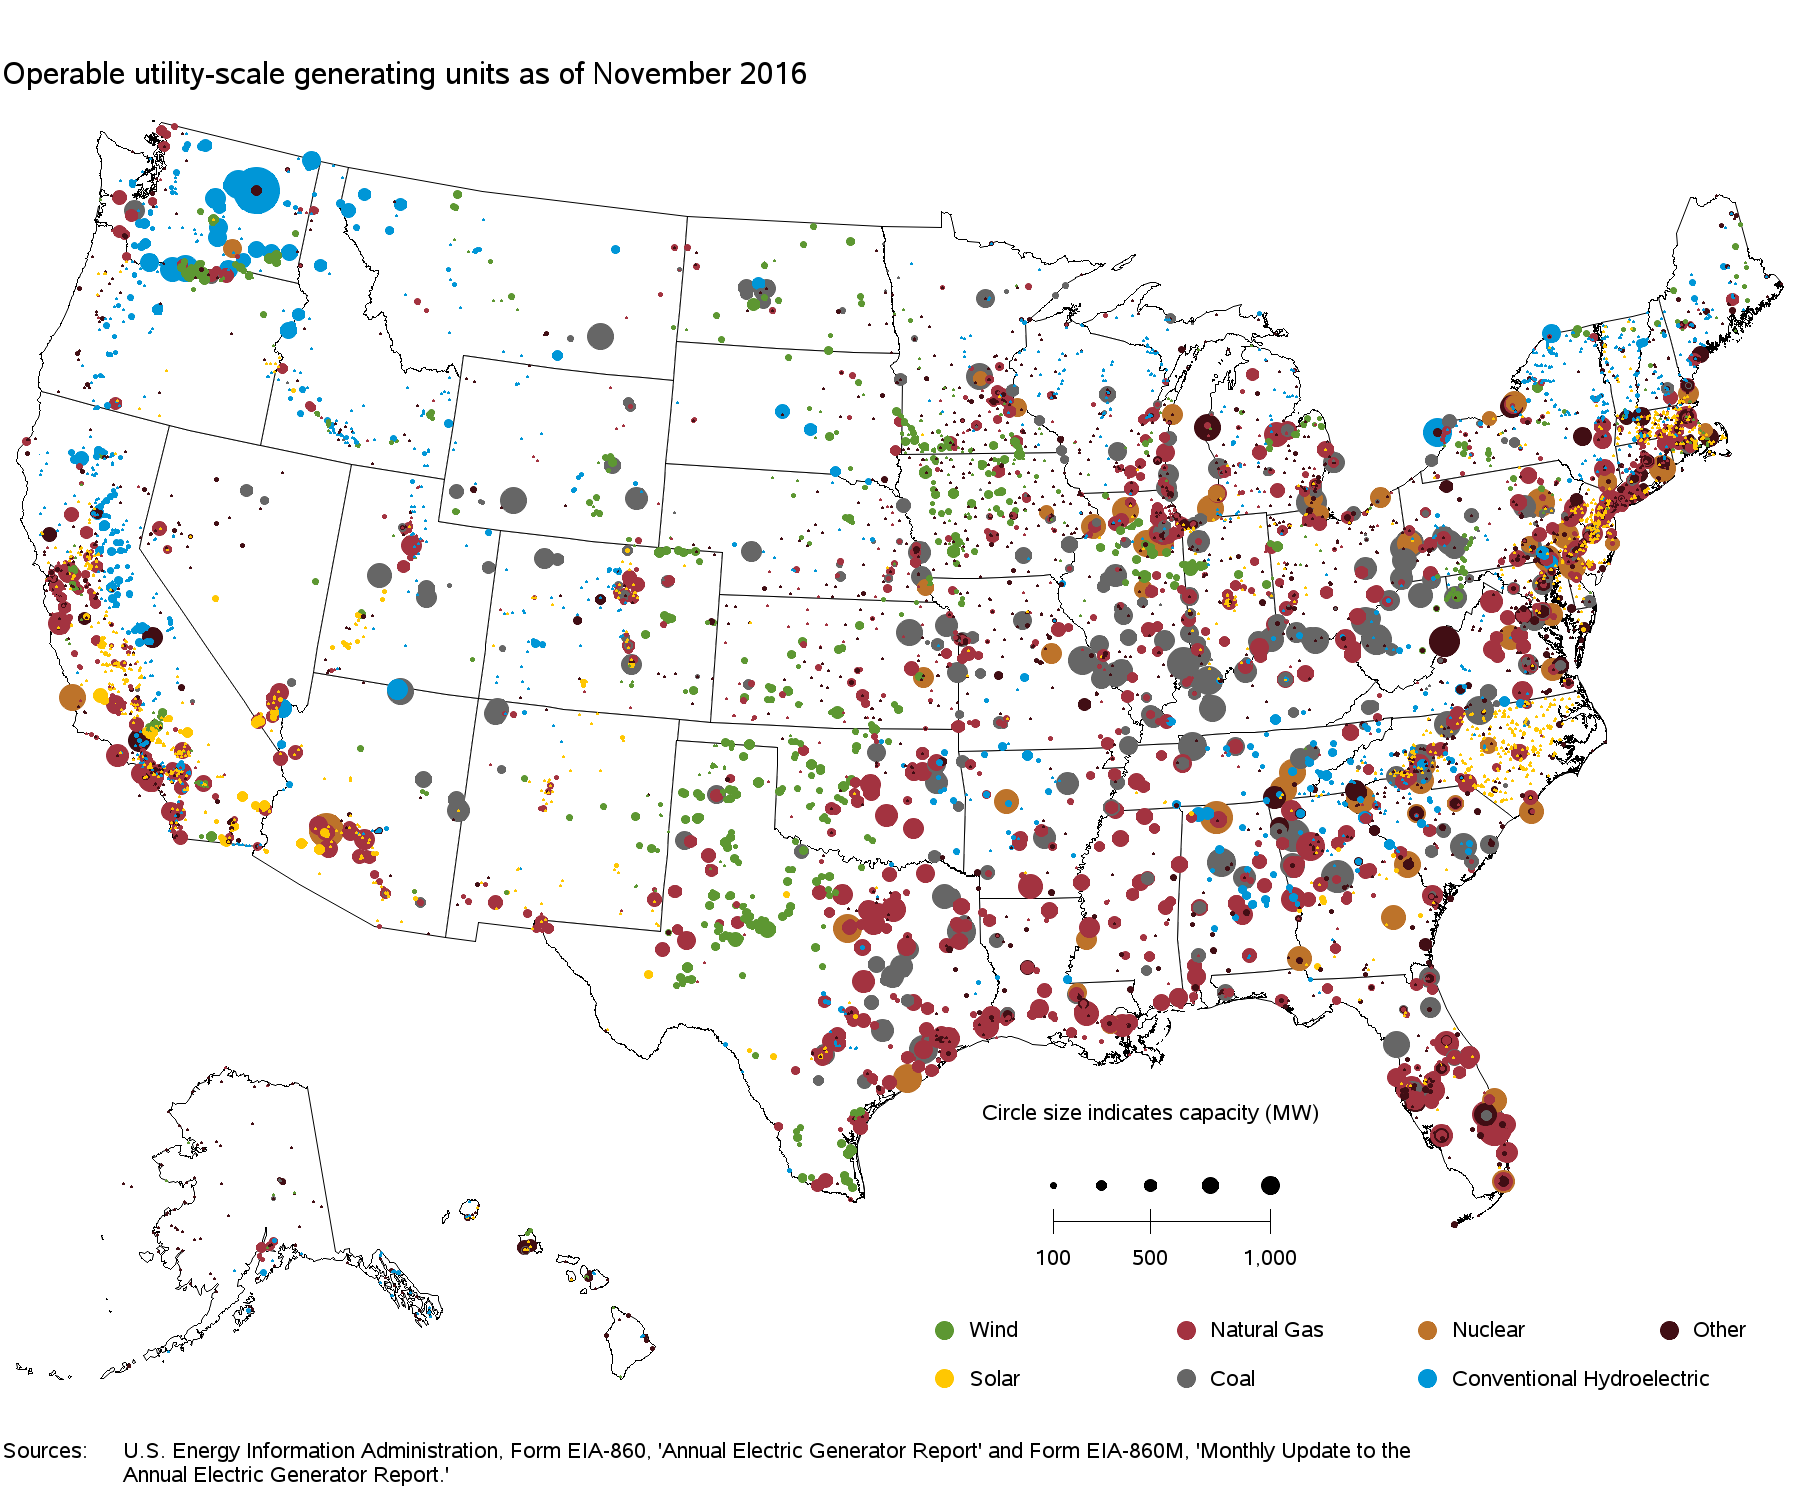 Operable utility-scale generating units as of November 2016
Circle size indicates capacity (MW)
100 500 1,000
Wind Natural Gas Nuclear Other
Solar Coal Conventional Hydroelectric
Sources: U.S. Energy Information Administration, Form EIA-860, 'Annual Electric Generator Report' and Form EIA-860M, 'Monthly Update to the
Annual Electric Generator Report.'